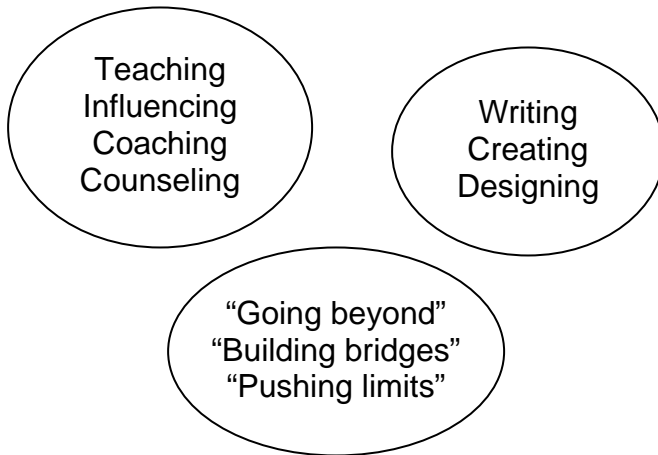 Teaching
Influencing
Coaching
Counseling
Writing
Creating
Designing
“Going beyond”
“Building bridges”
“Pushing limits”